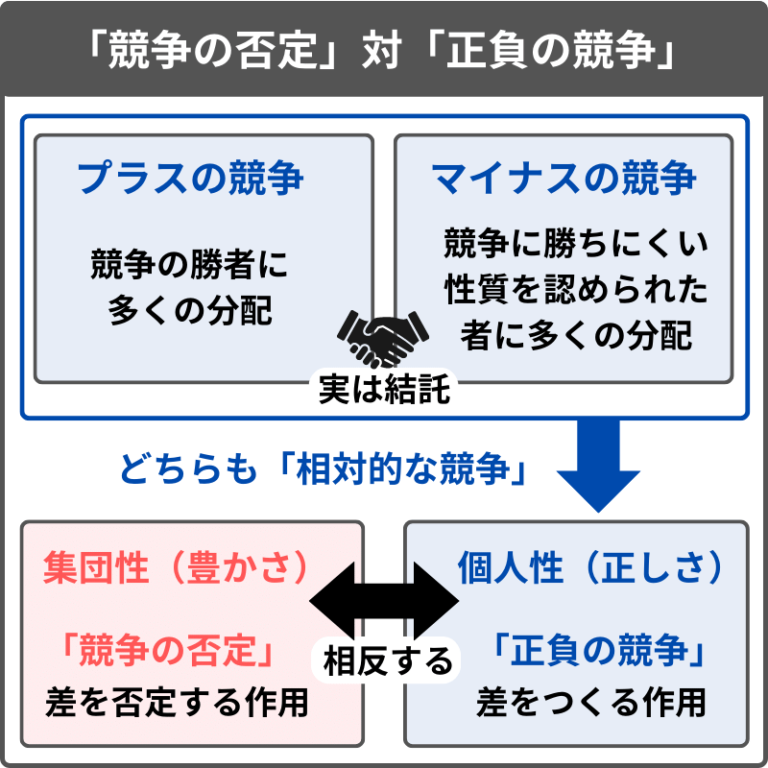 「競争の否定」対「正負の競争」
プラスの競争
競争の勝者に
多くの分配
マイナスの競争
競争に勝ちにくい
性質を認められた
者に多くの分配
実は結託
どちらも「相対的な競争」
集団性（豊かさ）
「競争の否定」
差を否定する作用
相反する
個人性（正しさ）
「正負の競争」
差をつくる作用